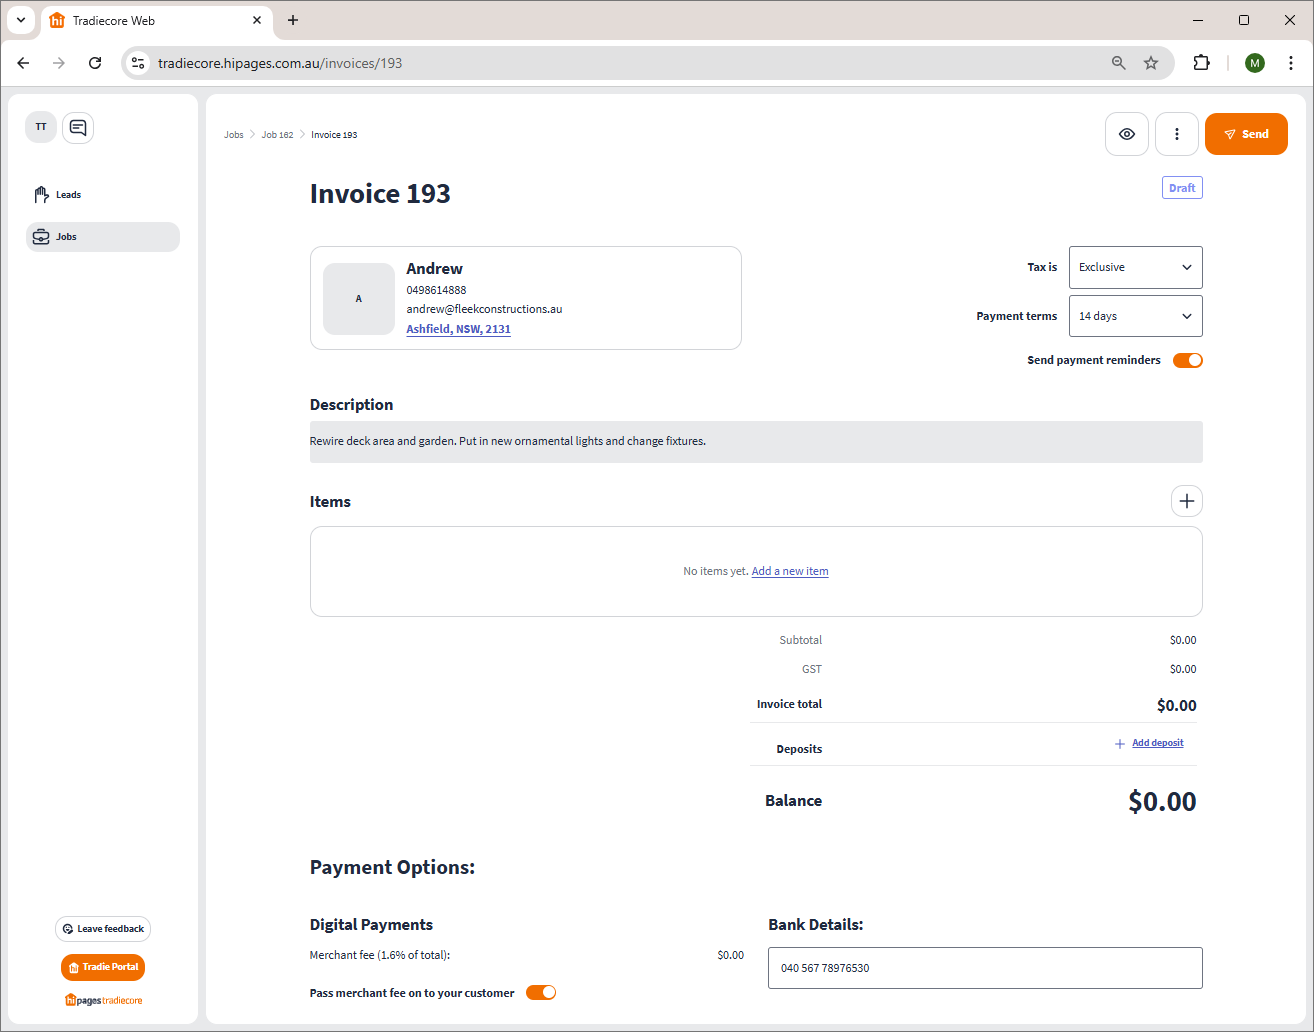 Tradiecore Web
tradiecore.hipages.com.au/invoices/193
M
TT
Leads
Jobs
Jobs
Job 162
Invoice 193
Send
Invoice 193
Draft
A
Andrew
0498614888
andrew@fleekconstructions.au
Ashfield, NSW, 2131
Tax is
Exclusive
Payment terms
14 days
Send payment reminders
Description
Rewire deck area and garden. Put in new ornamental lights and change fixtures.
Items
No items yet. Add a new item
Subtotal $0.00
GST $0.00
Invoice total $0.00
Deposits Add deposit
Balance $0.00
Payment Options:
Digital Payments
Merchant fee (1.6% of total): $0.00
Pass merchant fee on to your customer
Bank Details:
040 567 78976530
Leave feedback
hi Tradie Portal
hipages tradiecore